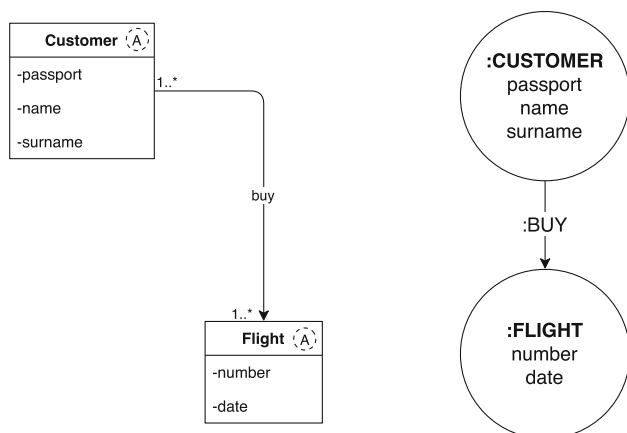 Customer A
-passport
-name
-surname
1..*
buy
1..*
Flight A
-number
-date
:CUSTOMER
passport
name
surname
:BUY
:FLIGHT
number
date